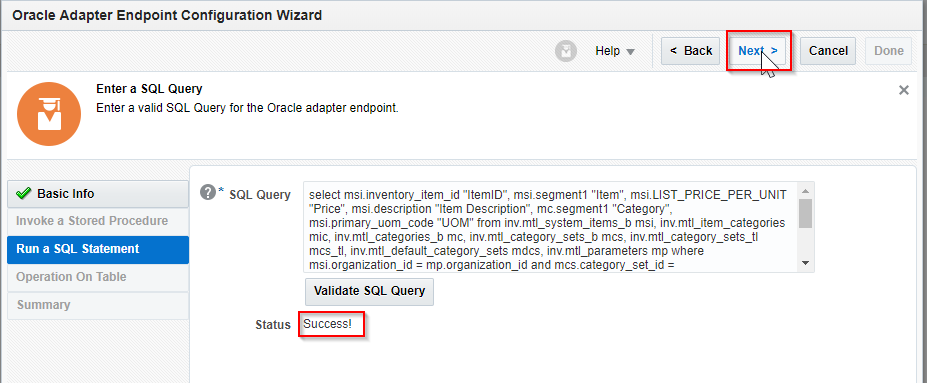 Oracle Adapter Endpoint Configuration Wizard
Help
< Back
Next >
Cancel
Done
Enter a SQL Query
Enter a valid SQL Query for the Oracle adapter endpoint.
Basic Info
Invoke a Stored Procedure
Run a SQL Statement
Operation On Table
Summary
? * SQL Query
select msi.inventory_item_id "ItemID", msi.segment1 "Item", msi.LIST_PRICE_PER_UNIT
"Price", msi.description "Item Description", mc.segment1 "Category",
msi.primary_uom_code "UOM" from inv.mtl_system_items_b msi, inv.mtl_item_categories
mic, inv.mtl_categories_b mc, inv.mtl_category_sets_b mcs, inv.mtl_category_sets_tl
mcs_tl, inv.mtl_default_category_sets mdcs, inv.mtl_parameters mp where
msi.organization_id = mp.organization_id and mcs.category_set_id =
Validate SQL Query
Status Success!